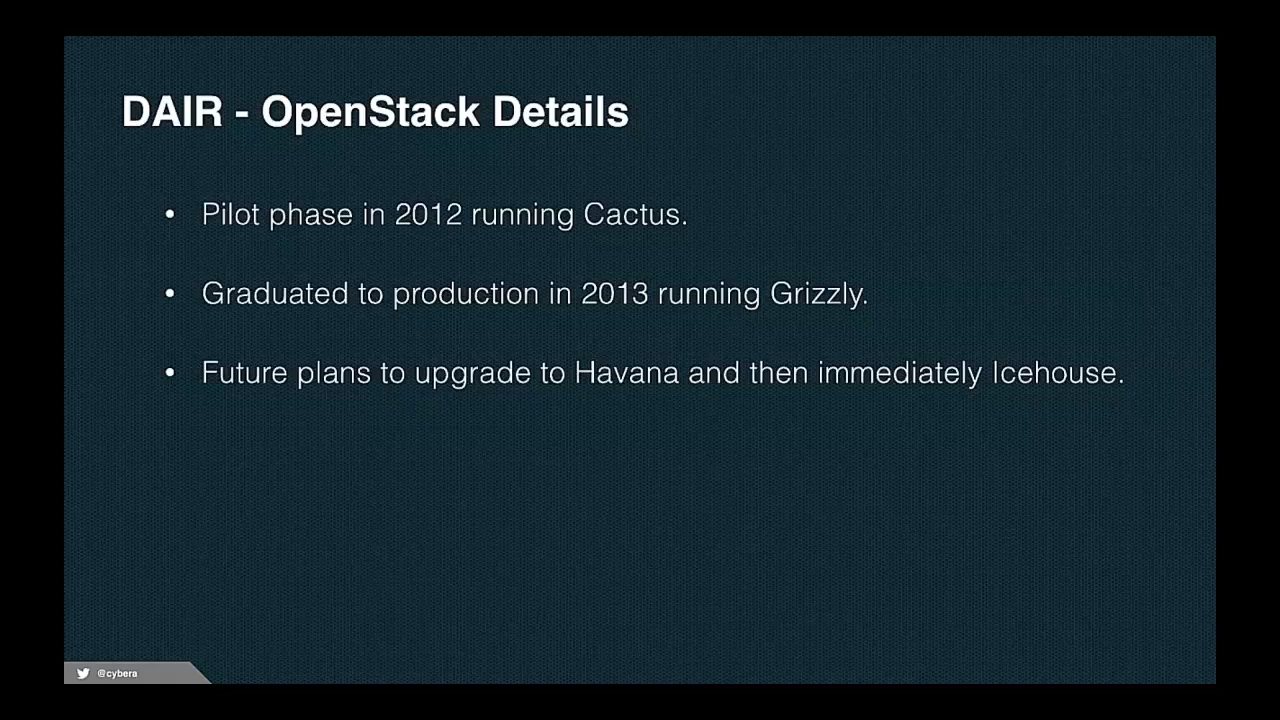 DAIR - OpenStack Details
• Pilot phase in 2012 running Cactus.
• Graduated to production in 2013 running Grizzly.
• Future plans to upgrade to Havana and then immediately Icehouse.
@cybera